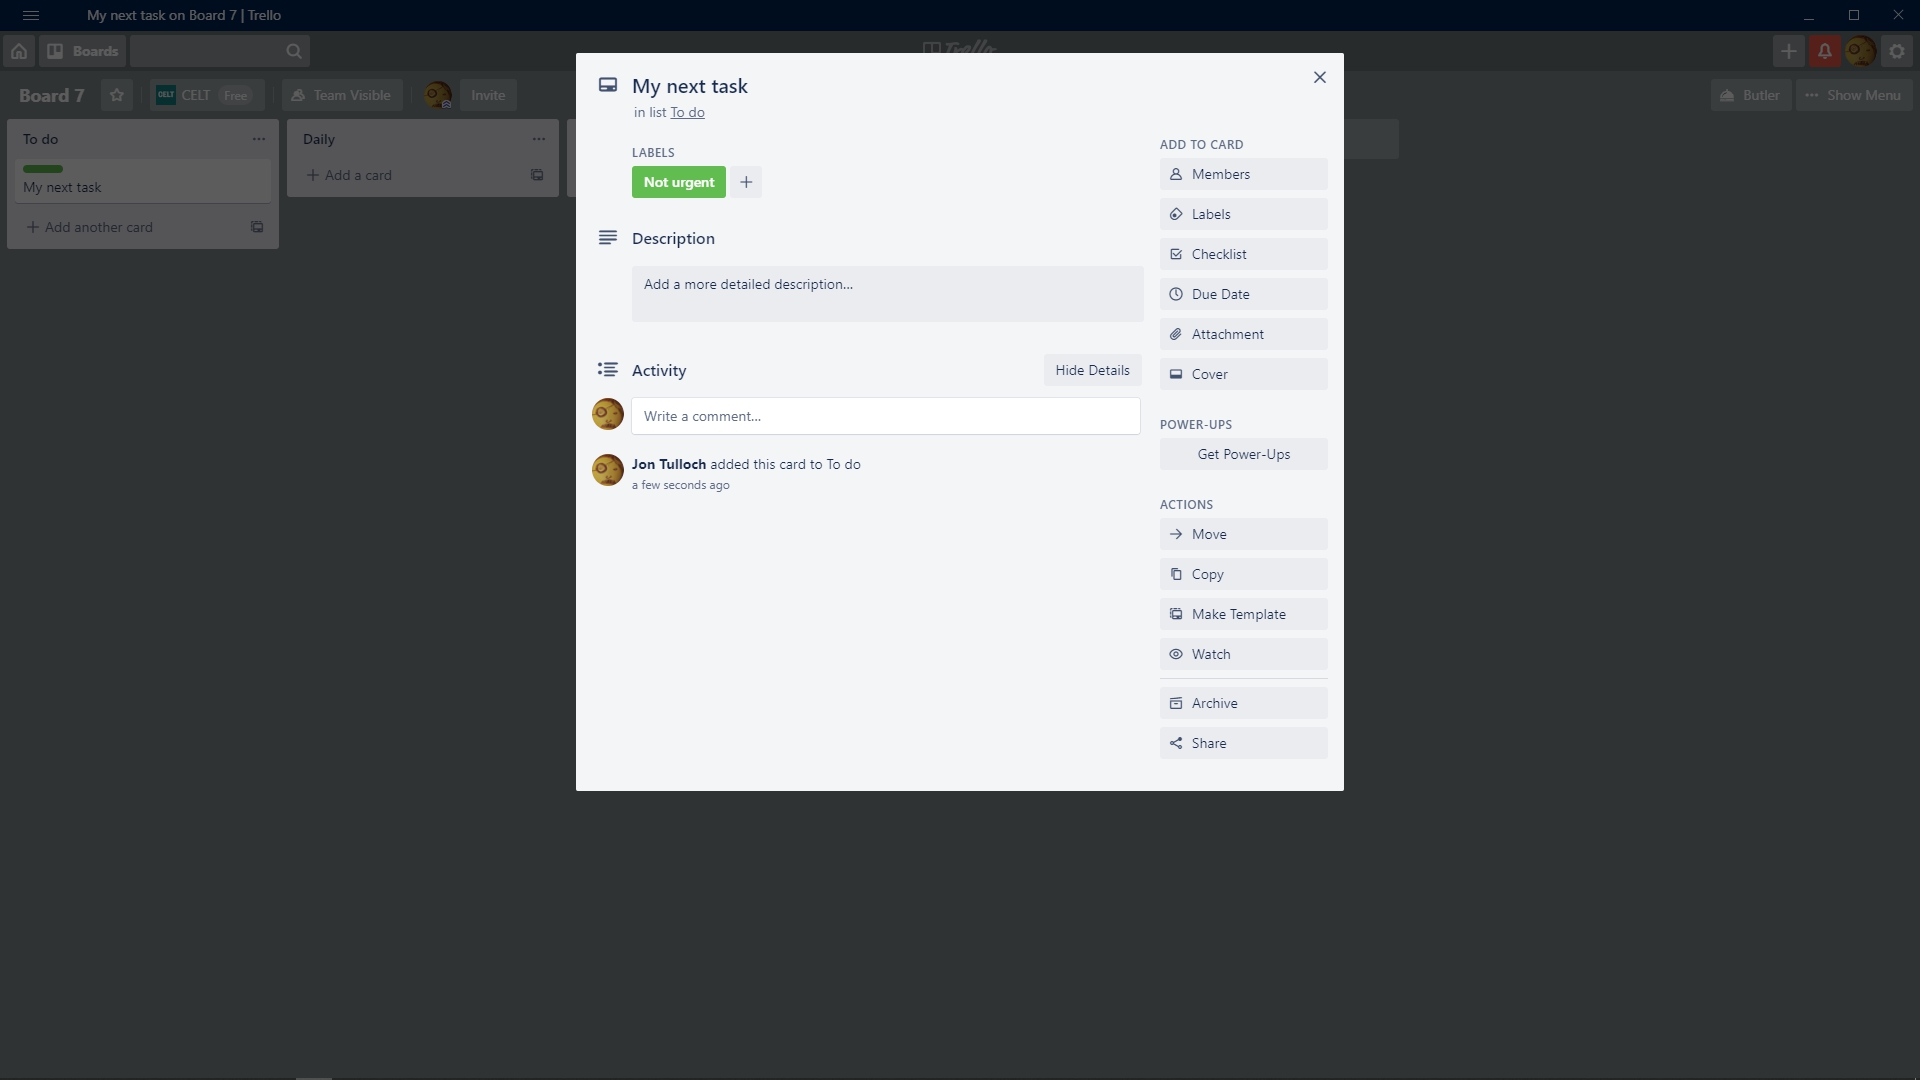 My next task on Board 7 | Trello
Boards
Trello
Board 7
CELT
CELT
Free
Team Visible
Invite
Butler
Show Menu
To do
My next task
Add another card
Daily
Add a card
My next task
in list To do
LABELS
Not urgent
Description
Add a more detailed description...
Activity
Hide Details
Write a comment...
Jon Tulloch added this card to To do
a few seconds ago
ADD TO CARD
Members
Labels
Checklist
Due Date
Attachment
Cover
POWER-UPS
Get Power-Ups
ACTIONS
Move
Copy
Make Template
Watch
Archive
Share